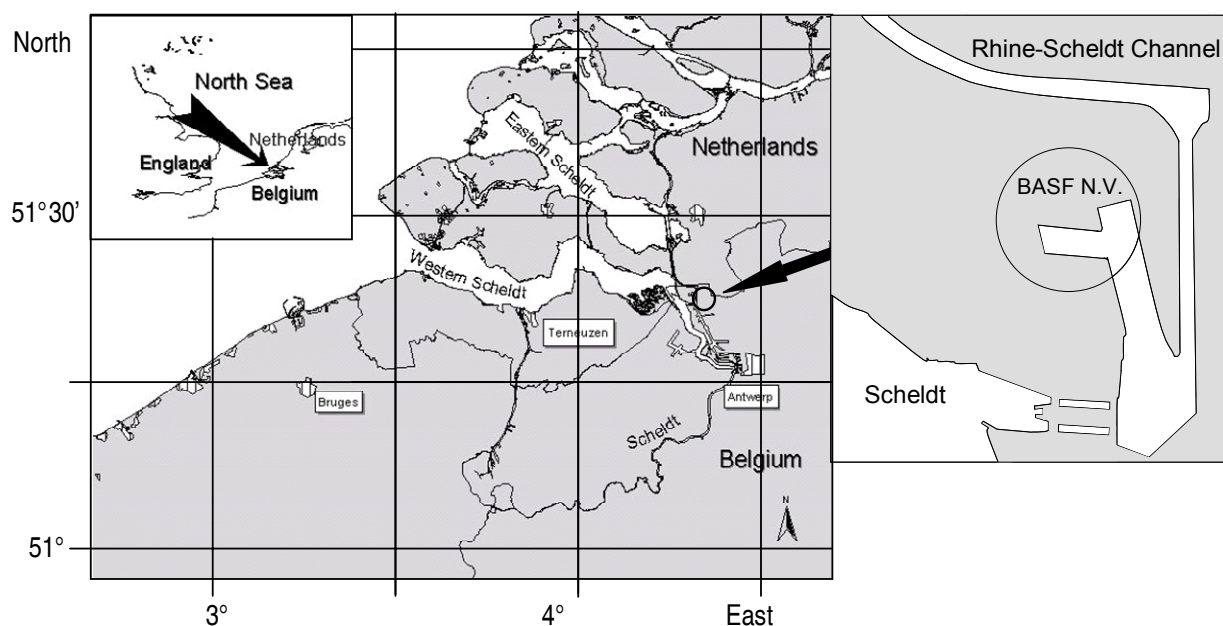 North
North Sea
Netherlands
England
Belgium
51°30’
51°
3°
4°
East
Eastern Scheldt
Western Scheldt
Netherlands
Terneuzen
Bruges
Antwerp
Scheldt
Belgium
N
Rhine-Scheldt Channel
BASF N.V.
Scheldt